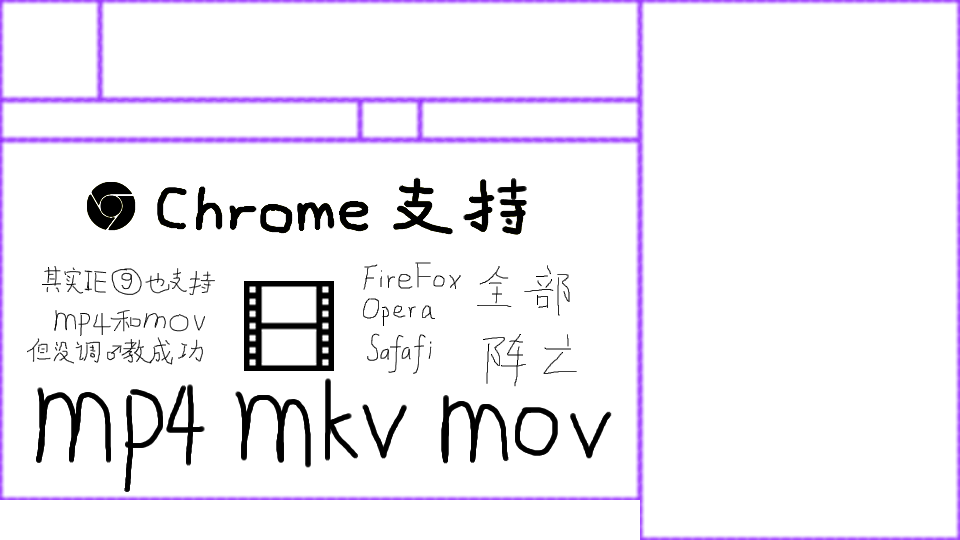 Chrome 支持
其实IE⑨也支持
mp4和mov
但没调♂教成功
FireFox
Opera
Safafi
全部
阵亡
mp4 mkv mov